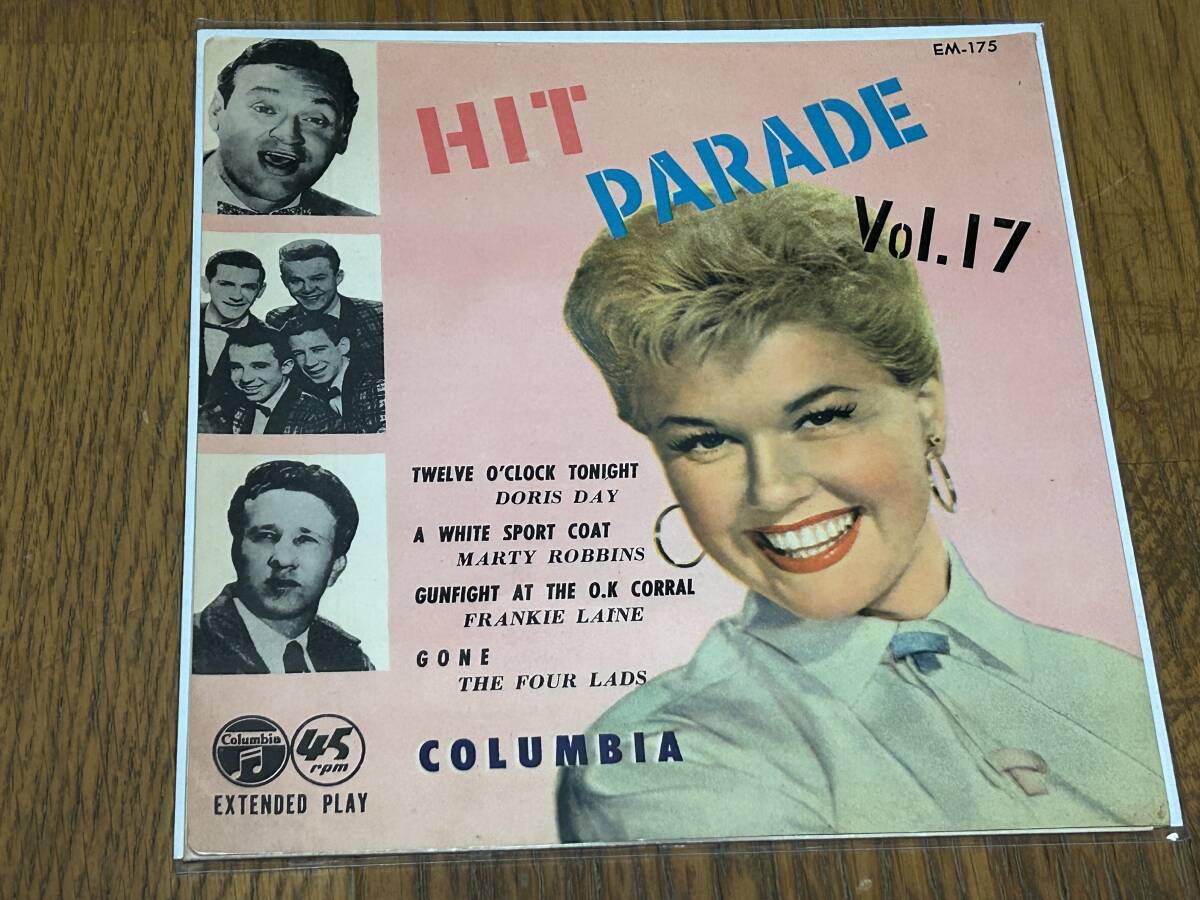 EM-175
HIT
PARADE
Vol.17
TWELVE O'CLOCK TONIGHT
DORIS DAY
A WHITE SPORT COAT
MARTY ROBBINS
GUNFIGHT AT THE O.K CORRAL
FRANKIE LAINE
GONE
THE FOUR LADS
Columbia
45
rpm
EXTENDED PLAY
COLUMBIA